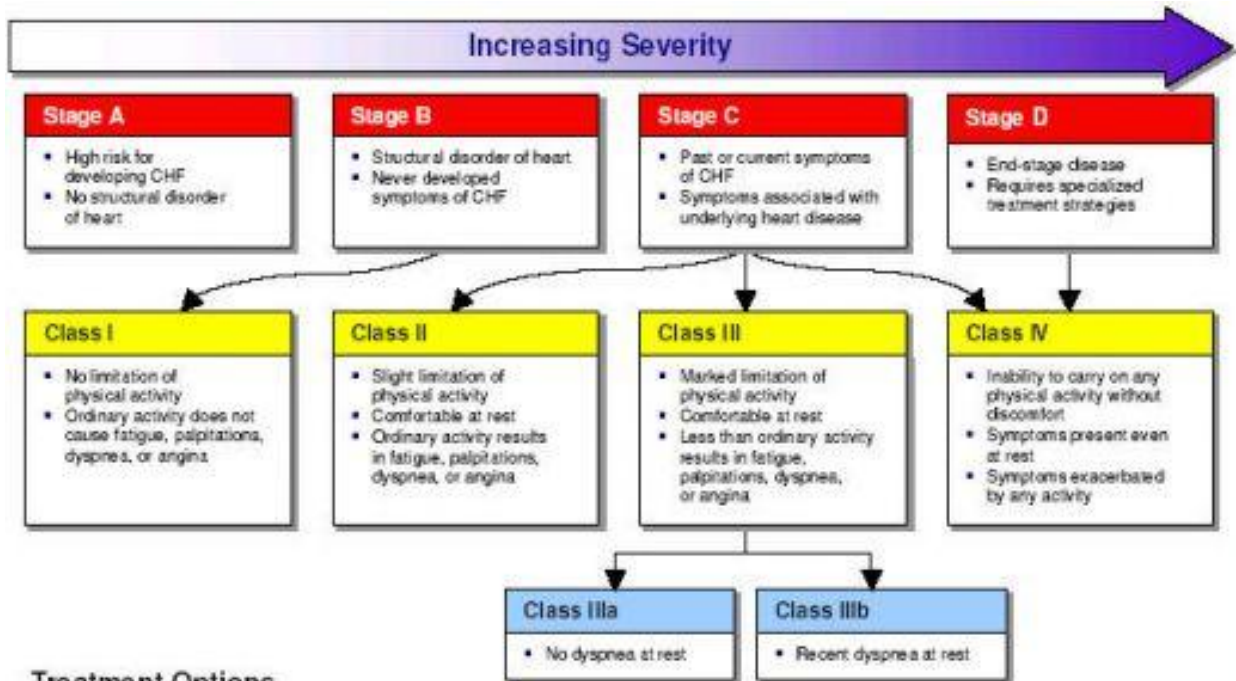 Increasing Severity
Stage A
▪ High risk for
developing CHF
▪ No structural disorder
of heart
Stage B
▪ Structural disorder of heart
▪ Never developed
symptoms of CHF
Stage C
▪ Past or current symptoms
of CHF
▪ Symptoms associated with
underlying heart disease
Stage D
▪ End-stage disease
▪ Requires specialized
treatment strategies
Class I
▪ No limitation of
physical activity
▪ Ordinary activity does not
cause fatigue, palpitations,
dyspnea, or angina
Class II
▪ Slight limitation of
physical activity
▪ Comfortable at rest
▪ Ordinary activity results
in fatigue, palpitations,
dyspnea, or angina
Class III
▪ Marked limitation of
physical activity
▪ Comfortable at rest
▪ Less than ordinary activity
results in fatigue,
palpitations, dyspnea,
or angina
Class IV
▪ Inability to carry on any
physical activity without
discomfort
▪ Symptoms present even
at rest
▪ Symptoms exacerbated
by any activity
Class IIIa
▪ No dyspnea at rest
Class IIIb
▪ Recent dyspnea at rest
Treatment Options